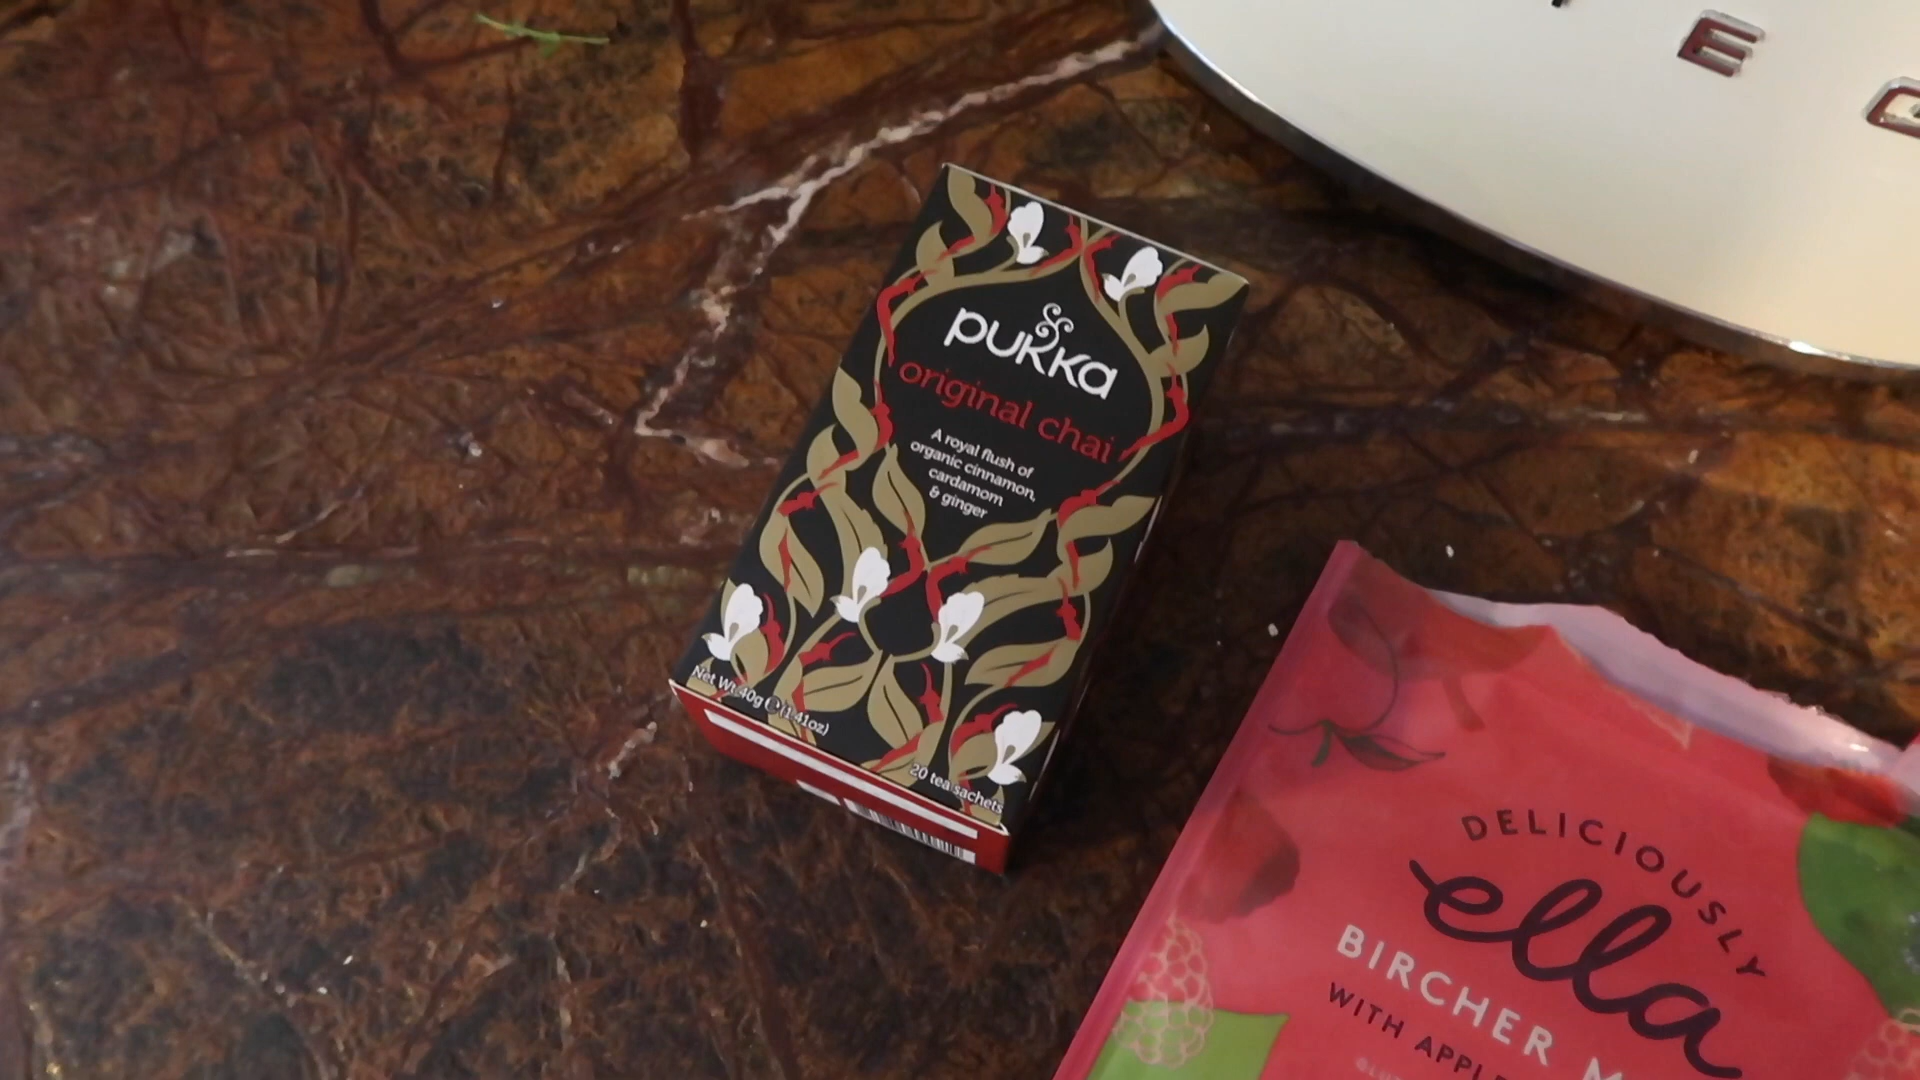 E
pukka
original chai
A royal flush of
organic cinnamon,
cardamom
& ginger
Net Wt 40g ℮ (1.41oz)
20 tea sachets
DELICIOUSLY
ella
BIRCHER
WITH